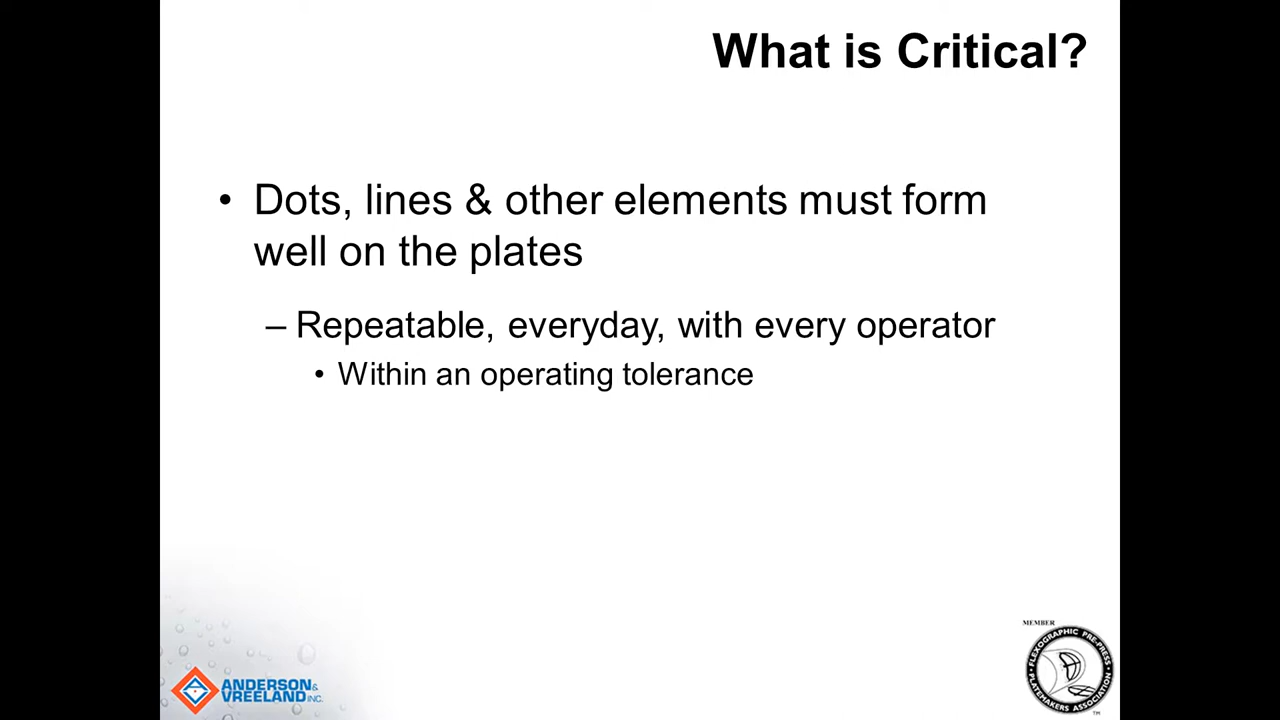 What is Critical?
• Dots, lines & other elements must form
well on the plates
– Repeatable, everyday, with every operator
• Within an operating tolerance
ANDERSON &
VREELAND INC.
MEMBER
FLEXOGRAPHIC PRE-PRESS
PLATEMAKERS ASSOCIATION
TM